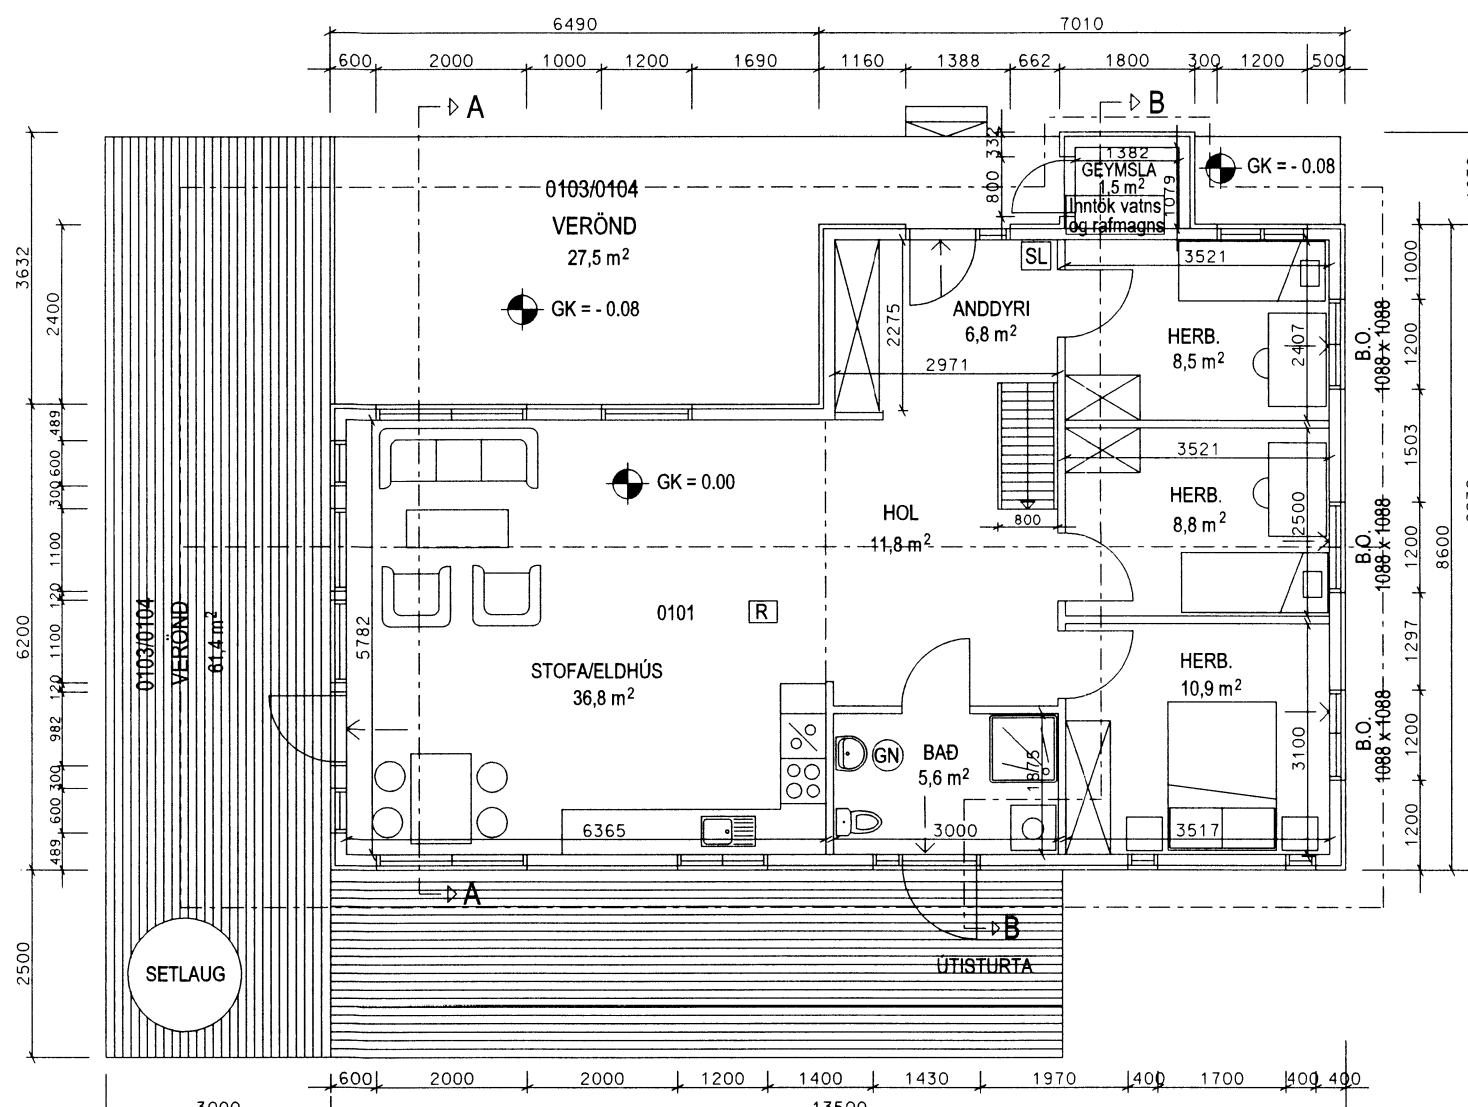 6490 7010
600 2000 1000 1200 1690 1160 1388 662 1800 300 1200 500
A B
332
1382
GEYMSLA
1,5 m²
1079
Inntök vatns
og rafmagns
800
GK = - 0.08
0103/0104
VERÖND
27,5 m²
GK = - 0.08
SL
3521
ANDDYRI
6,8 m²
2275
2971
HERB.
8,5 m²
2407
B.O.
1088 x 1088
3632
2400
1000
1200
489
600
300
1100
120
1100
120
982
300
600
489
6200
2500
GK = 0.00
HOL
11,8 m²
800
3521
HERB.
8,8 m²
2500
B.O.
1088 x 1088
1503
1200
1297
1200
1200
8600
0103/0104
VERÖND
61,4 m²
5782
0101
R
STOFA/ELDHÚS
36,8 m²
HERB.
10,9 m²
3100
B.O.
1088 x 1088
GN
BAÐ
5,6 m²
1875
6365 3000 3517
A
B
SETLAUG
ÚTISTURTA
600 2000 2000 1200 1400 1430 1970 400 1700 400 400
3000 13500